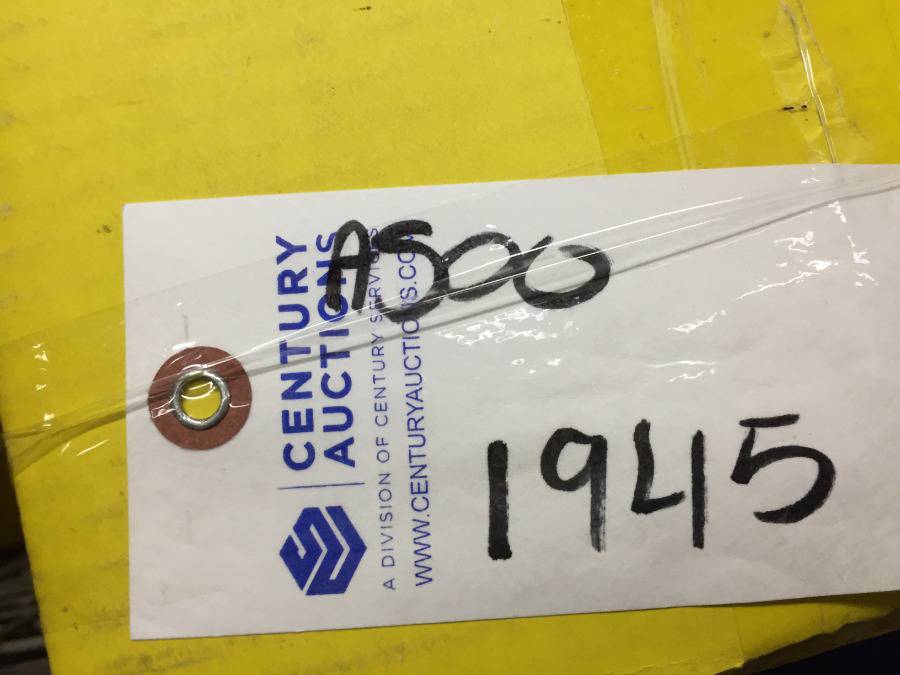 A500
1945
CENTURY
AUCTIONS
A DIVISION OF CENTURY SERVICES
WWW.CENTURYAUCTIONS.COM